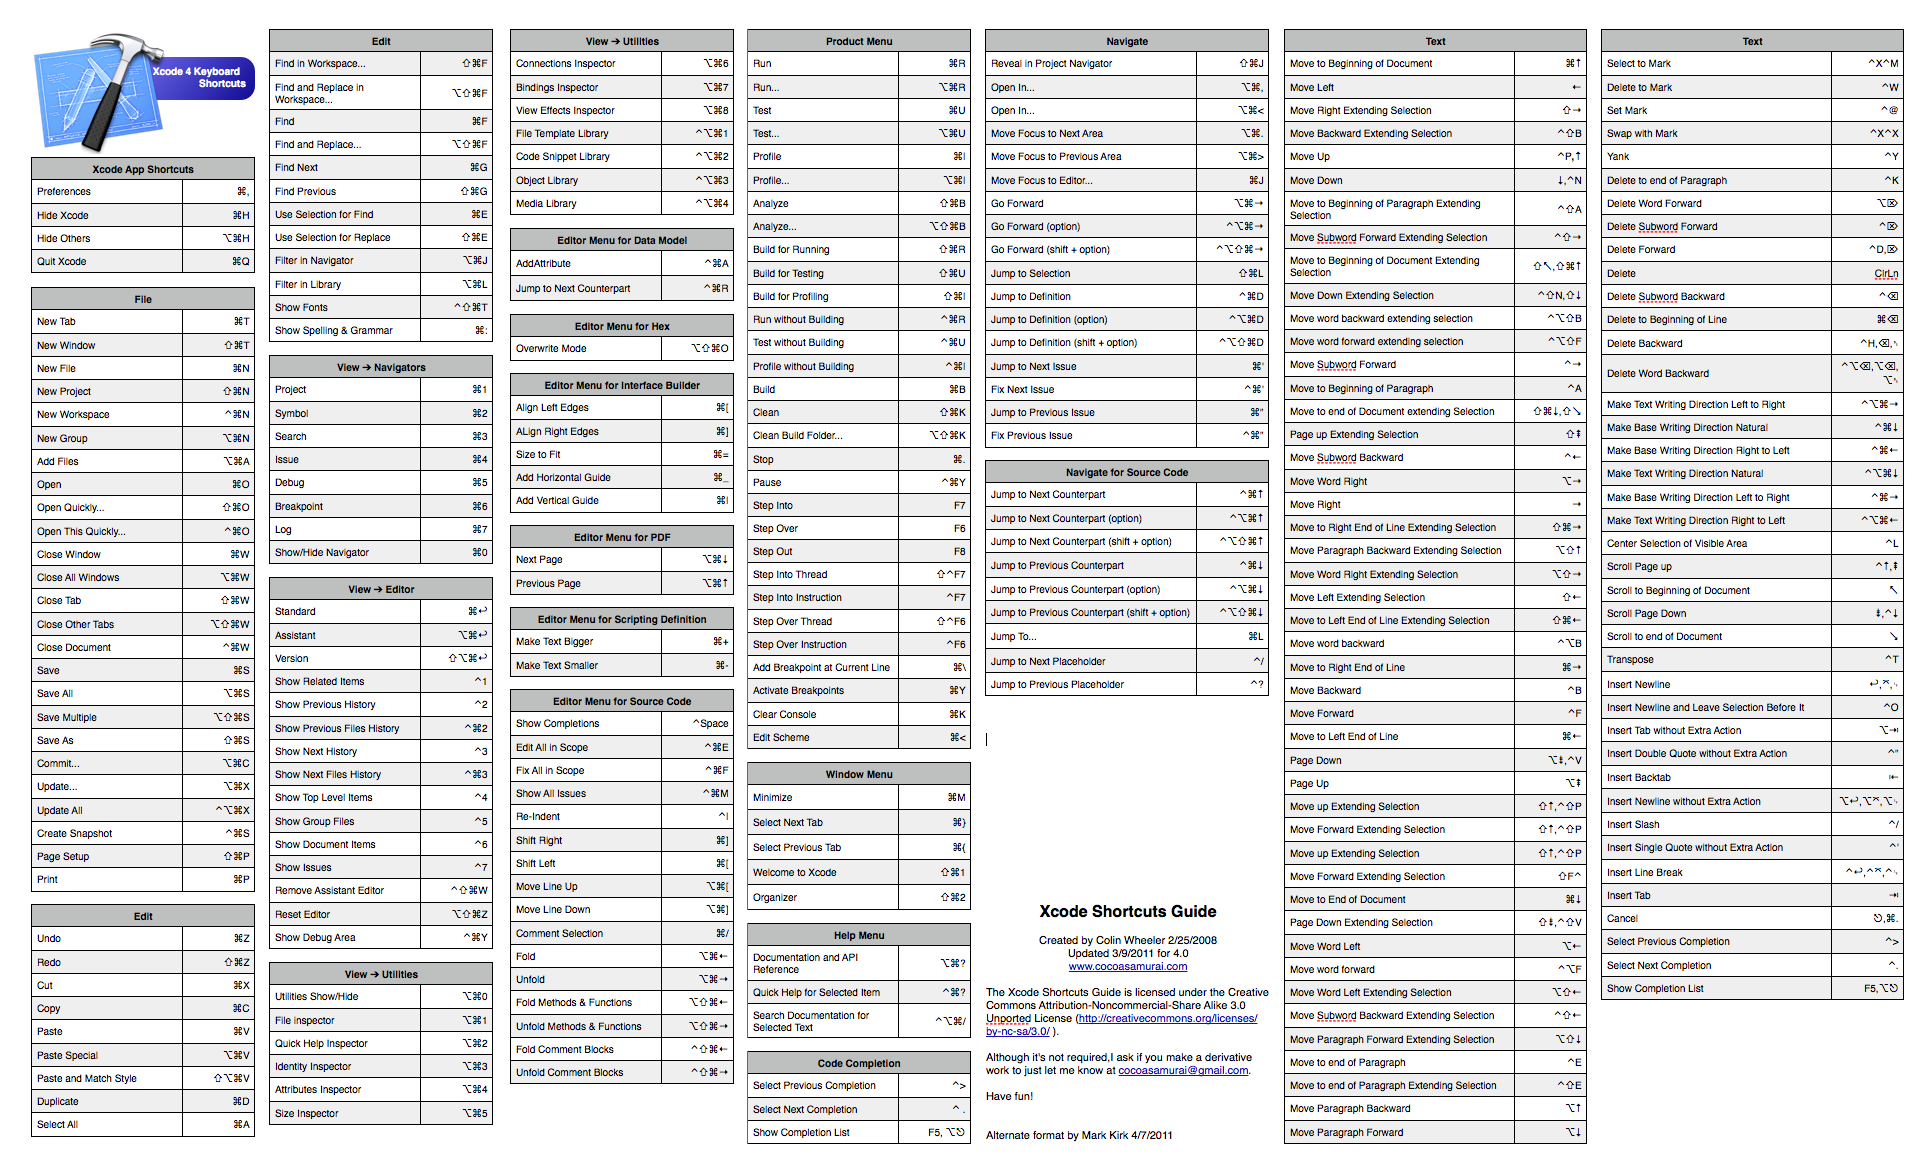 Xcode 4 Keyboard
Shortcuts
Xcode App Shortcuts
Preferences ⌘,
Hide Xcode ⌘H
Hide Others ⌥⌘H
Quit Xcode ⌘Q
File
New Tab ⌘T
New Window ⇧⌘T
New File ⌘N
New Project ⇧⌘N
New Workspace ^⌘N
New Group ⌥⌘N
Add Files ⌥⌘A
Open ⌘O
Open Quickly... ⇧⌘O
Open This Quickly... ^⌘O
Close Window ⌘W
Close All Windows ⌥⌘W
Close Tab ⇧⌘W
Close Other Tabs ⌥⇧⌘W
Close Document ^⌘W
Save ⌘S
Save All ⌥⌘S
Save Multiple ⌥⇧⌘S
Save As ⇧⌘S
Commit... ⌥⌘C
Update... ⌥⌘X
Update All ^⌥⌘X
Create Snapshot ^⌘S
Page Setup ⇧⌘P
Print ⌘P
Edit
Undo ⌘Z
Redo ⇧⌘Z
Cut ⌘X
Copy ⌘C
Paste ⌘V
Paste Special ⌥⌘V
Paste and Match Style ⇧⌥⌘V
Duplicate ⌘D
Select All ⌘A
Edit
Find in Workspace... ⇧⌘F
Find and Replace in
Workspace... ⌥⇧⌘F
Find ⌘F
Find and Replace... ⌥⇧⌘F
Find Next ⌘G
Find Previous ⇧⌘G
Use Selection for Find ⌘E
Use Selection for Replace ⇧⌘E
Filter in Navigator ⌥⌘J
Filter in Library ⌥⌘L
Show Fonts ^⇧⌘T
Show Spelling & Grammar ⌘:
View → Navigators
Project ⌘1
Symbol ⌘2
Search ⌘3
Issue ⌘4
Debug ⌘5
Breakpoint ⌘6
Log ⌘7
Show/Hide Navigator ⌘0
View → Editor
Standard ⌘↩
Assistant ⌥⌘↩
Version ⇧⌥⌘↩
Show Related Items ^1
Show Previous History ^2
Show Previous Files History ^⌘2
Show Next History ^3
Show Next Files History ^⌘3
Show Top Level Items ^4
Show Group Files ^5
Show Document Items ^6
Show Issues ^7
Remove Assistant Editor ^⇧⌘W
Reset Editor ⌥⇧⌘Z
Show Debug Area ^⌘Y
View → Utilities
Utilities Show/Hide ⌥⌘0
File inspector ⌥⌘1
Quick Help Inspector ⌥⌘2
Identity Inspector ⌥⌘3
Attributes Inspector ⌥⌘4
Size Inspector ⌥⌘5
View → Utilities
Connections Inspector ⌥⌘6
Bindings Inspector ⌥⌘7
View Effects Inspector ⌥⌘8
File Template Library ^⌥⌘1
Code Snippet Library ^⌥⌘2
Object Library ^⌥⌘3
Media Library ^⌥⌘4
Editor Menu for Data Model
AddAttribute ^⌘A
Jump to Next Counterpart ^⌘R
Editor Menu for Hex
Overwrite Mode ⌥⇧⌘O
Editor Menu for Interface Builder
Align Left Edges ⌘[
ALign Right Edges ⌘]
Size to Fit ⌘=
Add Horizontal Guide ⌘_
Add Vertical Guide ⌘|
Editor Menu for PDF
Next Page ⌥⌘↓
Previous Page ⌥⌘↑
Editor Menu for Scripting Definition
Make Text Bigger ⌘+
Make Text Smaller ⌘-
Editor Menu for Source Code
Show Completions ^Space
Edit All in Scope ^⌘E
Fix All in Scope ^⌘F
Show All Issues ^⌘M
Re-Indent ^I
Shift Right ⌘]
Shift Left ⌘[
Move Line Up ⌥⌘[
Move Line Down ⌥⌘]
Comment Selection ⌘/
Fold ⌥⌘←
Unfold ⌥⌘→
Fold Methods & Functions ⌥⇧⌘←
Unfold Methods & Functions ⌥⇧⌘→
Fold Comment Blocks ^⇧⌘←
Unfold Comment Blocks ^⇧⌘→
Product Menu
Run ⌘R
Run... ⌥⌘R
Test ⌘U
Test... ⌥⌘U
Profile ⌘I
Profile... ⌥⌘I
Analyze ⇧⌘B
Analyze... ⌥⇧⌘B
Build for Running ⇧⌘R
Build for Testing ⇧⌘U
Build for Profiling ⇧⌘I
Run without Building ^⌘R
Test without Building ^⌘U
Profile without Building ^⌘I
Build ⌘B
Clean ⇧⌘K
Clean Build Folder... ⌥⇧⌘K
Stop ⌘.
Pause ^⌘Y
Step Into F7
Step Over F6
Step Out F8
Step Into Thread ⇧^F7
Step Into Instruction ^F7
Step Over Thread ⇧^F6
Step Over Instruction ^F6
Add Breakpoint at Current Line ⌘\
Activate Breakpoints ⌘Y
Clear Console ⌘K
Edit Scheme ⌘<
Window Menu
Minimize ⌘M
Select Next Tab ⌘}
Select Previous Tab ⌘{
Welcome to Xcode ⇧⌘1
Organizer ⇧⌘2
Help Menu
Documentation and API
Reference ⌥⌘?
Quick Help for Selected Item ^⌘?
Search Documentation for
Selected Text ^⌥⌘/
Code Completion
Select Previous Completion ^>
Select Next Completion ^.
Show Completion List F5, ⌥⎋
Navigate
Reveal in Project Navigator ⇧⌘J
Open In... ⌥⌘,
Open In... ⌥⌘<
Move Focus to Next Area ⌥⌘.
Move Focus to Previous Area ⌥⌘>
Move Focus to Editor... ⌘J
Go Forward ⌥⌘→
Go Forward (option) ^⌥⌘→
Go Forward (shift + option) ^⌥⇧⌘→
Jump to Selection ⇧⌘L
Jump to Definition ^⌘D
Jump to Definition (option) ^⌥⌘D
Jump to Definition (shift + option) ^⌥⇧⌘D
Jump to Next Issue ⌘'
Fix Next Issue ^⌘'
Jump to Previous Issue ⌘"
Fix Previous Issue ^⌘"
Navigate for Source Code
Jump to Next Counterpart ^⌘↑
Jump to Next Counterpart (option) ^⌥⌘↑
Jump to Next Counterpart (shift + option) ^⌥⇧⌘↑
Jump to Previous Counterpart ^⌘↓
Jump to Previous Counterpart (option) ^⌥⌘↓
Jump to Previous Counterpart (shift + option) ^⌥⇧⌘↓
Jump To... ⌘L
Jump to Next Placeholder ^/
Jump to Previous Placeholder ^?
Xcode Shortcuts Guide
Created by Colin Wheeler 2/25/2008
Updated 3/9/2011 for 4.0
www.cocoasamurai.com
The Xcode Shortcuts Guide is licensed under the Creative
Commons Attribution-Noncommercial-Share Alike 3.0
Unported License (http://creativecommons.org/licenses/
by-nc-sa/3.0/ ).
Although it's not required,I ask if you make a derivative
work to just let me know at cocoasamurai@gmail.com.
Have fun!
Alternate format by Mark Kirk 4/7/2011
Text
Move to Beginning of Document ⌘↑
Move Left ←
Move Right Extending Selection ⇧→
Move Backward Extending Selection ^⇧B
Move Up ^P,↑
Move Down ↓,^N
Move to Beginning of Paragraph Extending
Selection ^⇧A
Move Subword Forward Extending Selection ^⇧→
Move to Beginning of Document Extending
Selection ⇧↖,⇧⌘↑
Move Down Extending Selection ^⇧N,⇧↓
Move word backward extending selection ^⌥⇧B
Move word forward extending selection ^⌥⇧F
Move Subword Forward ^→
Move to Beginning of Paragraph ^A
Move to end of Document extending Selection ⇧⌘↓,⇧↘
Page up Extending Selection ⇧⇞
Move Subword Backward ^←
Move Word Right ⌥→
Move Right →
Move to Right End of Line Extending Selection ⇧⌘→
Move Paragraph Backward Extending Selection ⌥⇧↑
Move Word Right Extending Selection ⌥⇧→
Move Left Extending Selection ⇧←
Move to Left End of Line Extending Selection ⇧⌘←
Move word backward ^⌥B
Move to Right End of Line ⌘→
Move Backward ^B
Move Forward ^F
Move to Left End of Line ⌘←
Page Down ⌥⇟,^V
Page Up ⌥⇞
Move up Extending Selection ⇧↑,^⇧P
Move Forward Extending Selection ⇧↑,^⇧P
Move up Extending Selection ⇧↑,^⇧P
Move Forward Extending Selection ⇧F^
Move to End of Document ⌘↓
Page Down Extending Selection ⇧⇟,^⇧V
Move Word Left ⌥←
Move word forward ^⌥F
Move Word Left Extending Selection ⌥⇧←
Move Subword Backward Extending Selection ^⇧←
Move Paragraph Forward Extending Selection ⌥⇧↓
Move to end of Paragraph ^E
Move to end of Paragraph Extending Selection ^⇧E
Move Paragraph Backward ⌥↑
Move Paragraph Forward ⌥↓
Text
Select to Mark ^X^M
Delete to Mark ^W
Set Mark ^@
Swap with Mark ^X^X
Yank ^Y
Delete to end of Paragraph ^K
Delete Word Forward ⌥⌦
Delete Subword Forward ^⌦
Delete Forward ^D,⌦
Delete ClrLn
Delete Subword Backward ^⌫
Delete to Beginning of Line ⌘⌫
Delete Backward ^H,⌫,
Delete Word Backward ^⌥⌫,⌥⌫,
⌥
Make Text Writing Direction Left to Right ^⌥⌘→
Make Base Writing Direction Natural ^⌘↓
Make Base Writing Direction Right to Left ^⌘←
Make Text Writing Direction Natural ^⌥⌘↓
Make Base Writing Direction Left to Right ^⌘→
Make Text Writing Direction Right to Left ^⌥⌘←
Center Selection of Visible Area ^L
Scroll Page up ^↑,⇞
Scroll to Beginning of Document ↖
Scroll Page Down ⇟,^↓
Scroll to end of Document ↘
Transpose ^T
Insert Newline ↩,⌤,
Insert Newline and Leave Selection Before It ^O
Insert Tab without Extra Action ⌥⇥
Insert Double Quote without Extra Action ^"
Insert Backtab ⇤
Insert Newline without Extra Action ⌥↩,⌥⌤,⌥
Insert Slash ^/
Insert Single Quote without Extra Action ^'
Insert Line Break ^↩,^⌤,^
Insert Tab ⇥
Cancel ⎋,⌘.
Select Previous Completion ^>
Select Next Completion ^.
Show Completion List F5,⌥⎋